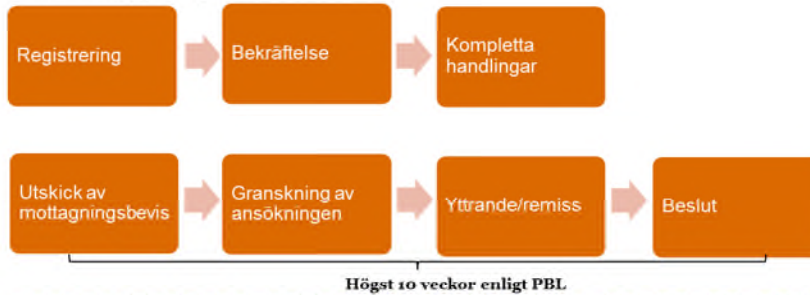 Registrering
Bekräftelse
Kompletta
handlingar
Utskick av
mottagningsbevis
Granskning av
ansökningen
Yttrande/remiss
Beslut
Högst 10 veckor enligt PBL